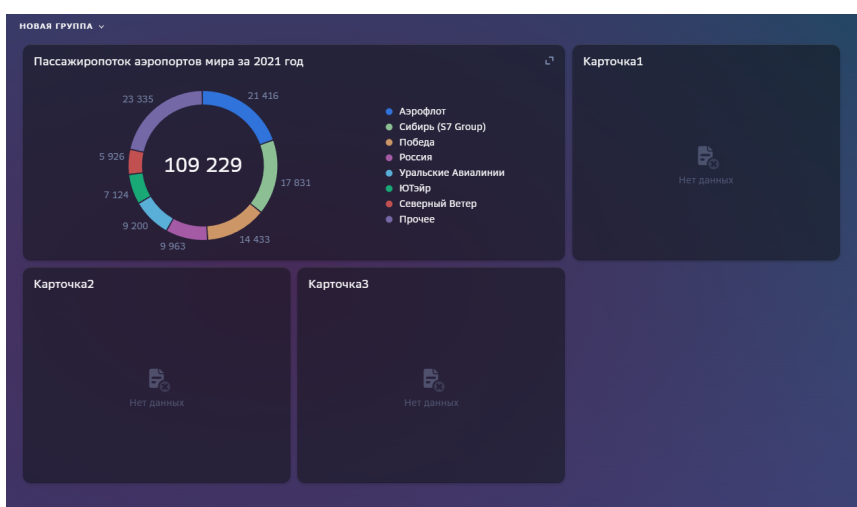 НОВАЯ ГРУППА
Пассажиропоток аэропортов мира за 2021 год
23 335
21 416
5 926
109 229
17 831
7 124
9 200
9 963
14 433
Аэрофлот
Сибирь (S7 Group)
Победа
Россия
Уральские Авиалинии
ЮТэйр
Северный Ветер
Прочее
Карточка1
Нет данных
Карточка2
Нет данных
Карточка3
Нет данных